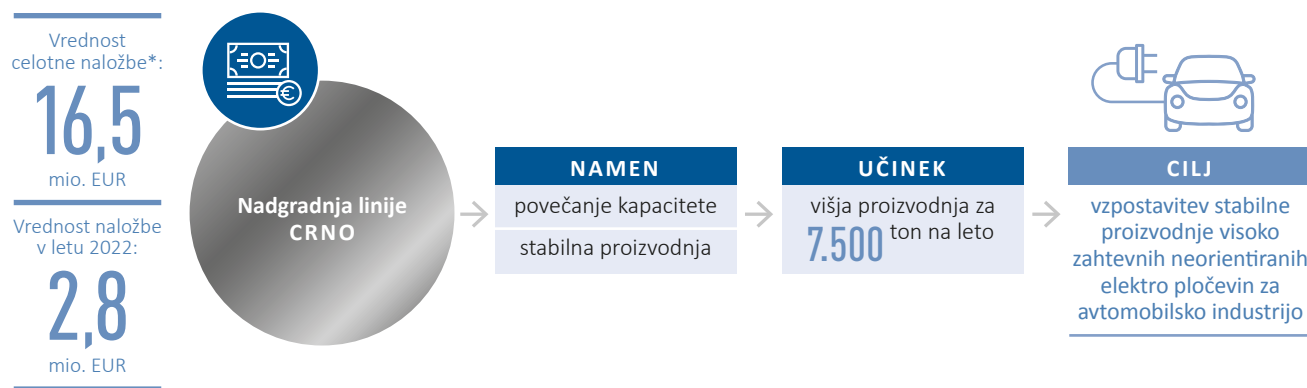 Vrednost
celotne naložbe*:
16,5
mio. EUR
Vrednost naložbe
v letu 2022:
2,8
mio. EUR
Nadgradnja linije
CRNO
NAMEN
povečanje kapacitete
stabilna proizvodnja
UČINEK
višja proizvodnja za
7.500 ton na leto
CILJ
vzpostavitev stabilne
proizvodnje visoko
zahtevnih neorientiranih
elektro pločevin za
avtomobilsko industrijo